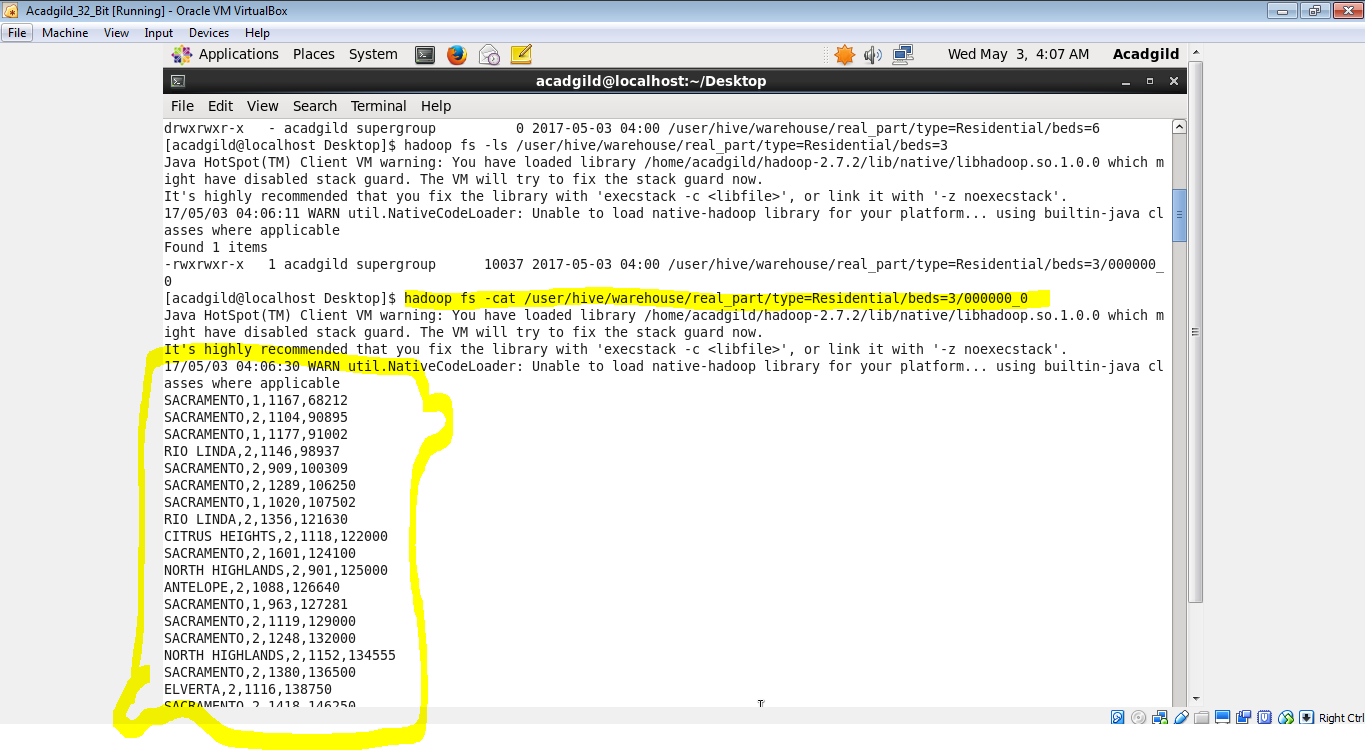 Acadgild_32_Bit [Running] - Oracle VM VirtualBox
File Machine View Input Devices Help
Applications Places System Wed May 3, 4:07 AM Acadgild
acadgild@localhost:~/Desktop
File Edit View Search Terminal Help
drwxrwxr-x - acadgild supergroup 0 2017-05-03 04:00 /user/hive/warehouse/real_part/type=Residential/beds=6
[acadgild@localhost Desktop]$ hadoop fs -ls /user/hive/warehouse/real_part/type=Residential/beds=3
Java HotSpot(TM) Client VM warning: You have loaded library /home/acadgild/hadoop-2.7.2/lib/native/libhadoop.so.1.0.0 which m
ight have disabled stack guard. The VM will try to fix the stack guard now.
It's highly recommended that you fix the library with 'execstack -c <libfile>', or link it with '-z noexecstack'.
17/05/03 04:06:11 WARN util.NativeCodeLoader: Unable to load native-hadoop library for your platform... using builtin-java cl
asses where applicable
Found 1 items
-rwxrwxr-x 1 acadgild supergroup 10037 2017-05-03 04:00 /user/hive/warehouse/real_part/type=Residential/beds=3/000000_
0
[acadgild@localhost Desktop]$ hadoop fs -cat /user/hive/warehouse/real_part/type=Residential/beds=3/000000_0
Java HotSpot(TM) Client VM warning: You have loaded library /home/acadgild/hadoop-2.7.2/lib/native/libhadoop.so.1.0.0 which m
ight have disabled stack guard. The VM will try to fix the stack guard now.
It's highly recommended that you fix the library with 'execstack -c <libfile>', or link it with '-z noexecstack'.
17/05/03 04:06:30 WARN util.NativeCodeLoader: Unable to load native-hadoop library for your platform... using builtin-java cl
asses where applicable
SACRAMENTO,1,1167,68212
SACRAMENTO,2,1104,90895
SACRAMENTO,1,1177,91002
RIO LINDA,2,1146,98937
SACRAMENTO,2,909,100309
SACRAMENTO,2,1289,106250
SACRAMENTO,1,1020,107502
RIO LINDA,2,1356,121630
CITRUS HEIGHTS,2,1118,122000
SACRAMENTO,2,1601,124100
NORTH HIGHLANDS,2,901,125000
ANTELOPE,2,1088,126640
SACRAMENTO,1,963,127281
SACRAMENTO,2,1119,129000
SACRAMENTO,2,1248,132000
NORTH HIGHLANDS,2,1152,134555
SACRAMENTO,2,1380,136500
ELVERTA,2,1116,138750
SACRAMENTO,2,1418,146250
Right Ctrl